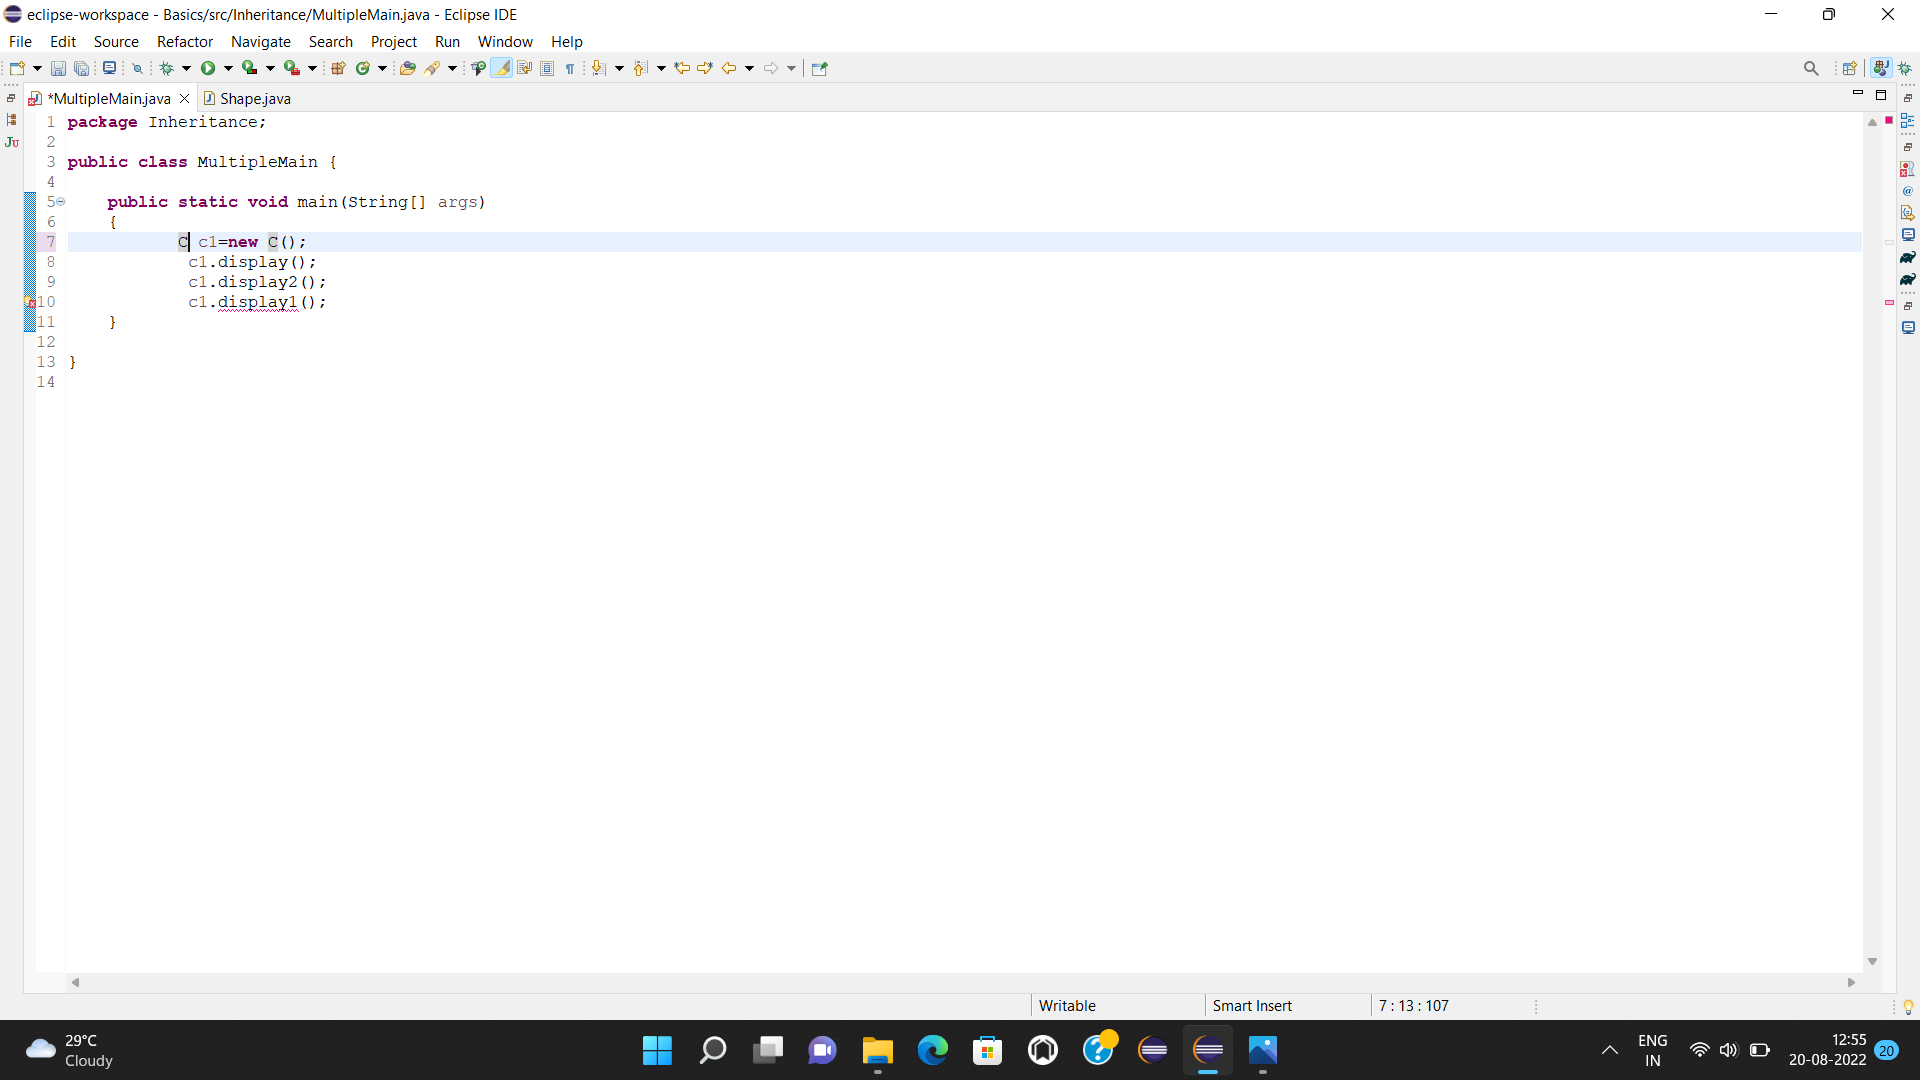 eclipse-workspace - Basics/src/Inheritance/MultipleMain.java - Eclipse IDE
File Edit Source Refactor Navigate Search Project Run Window Help
*MultipleMain.java Shape.java
1 package Inheritance;
2
3 public class MultipleMain {
4
5 public static void main(String[] args)
6 {
7 C c1=new C();
8 c1.display();
9 c1.display2();
10 c1.display1();
11 }
12
13 }
14
Writable Smart Insert 7 : 13 : 107
29°C
Cloudy
ENG
IN
12:55
20-08-2022
20